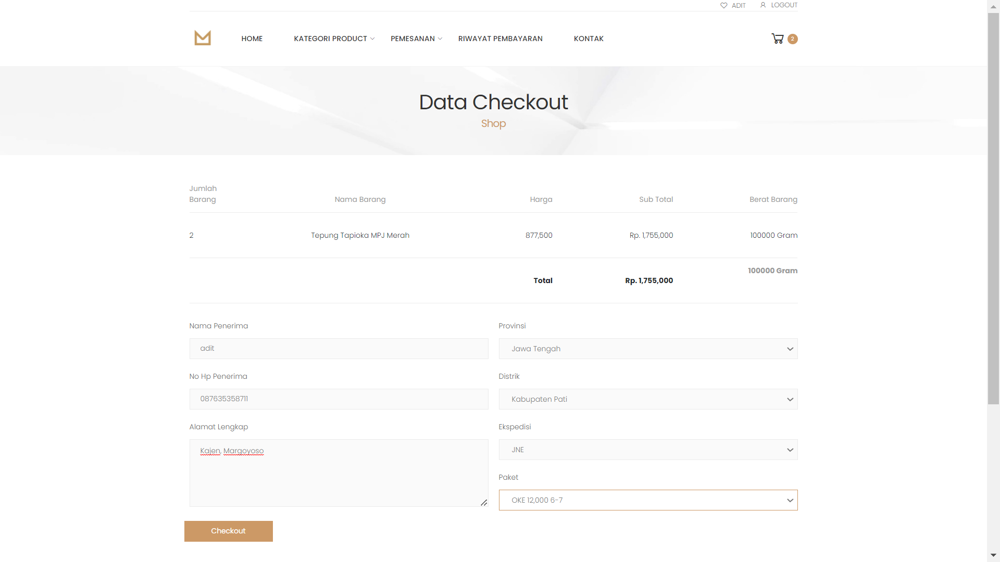 ADIT LOGOUT
HOME KATEGORI PRODUCT PEMESANAN RIWAYAT PEMBAYARAN KONTAK 2
Data Checkout
Shop
Jumlah
Barang Nama Barang Harga Sub Total Berat Barang
2 Tepung Tapioka MPJ Merah 877,500 Rp. 1,755,000 100000 Gram
100000 Gram
Total Rp. 1,755,000
Nama Penerima Provinsi
adit Jawa Tengah
No Hp Penerima Distrik
087635358711 Kabupaten Pati
Alamat Lengkap Ekspedisi
Kajen, Margoyoso JNE
Paket
OKE 12,000 6-7
Checkout